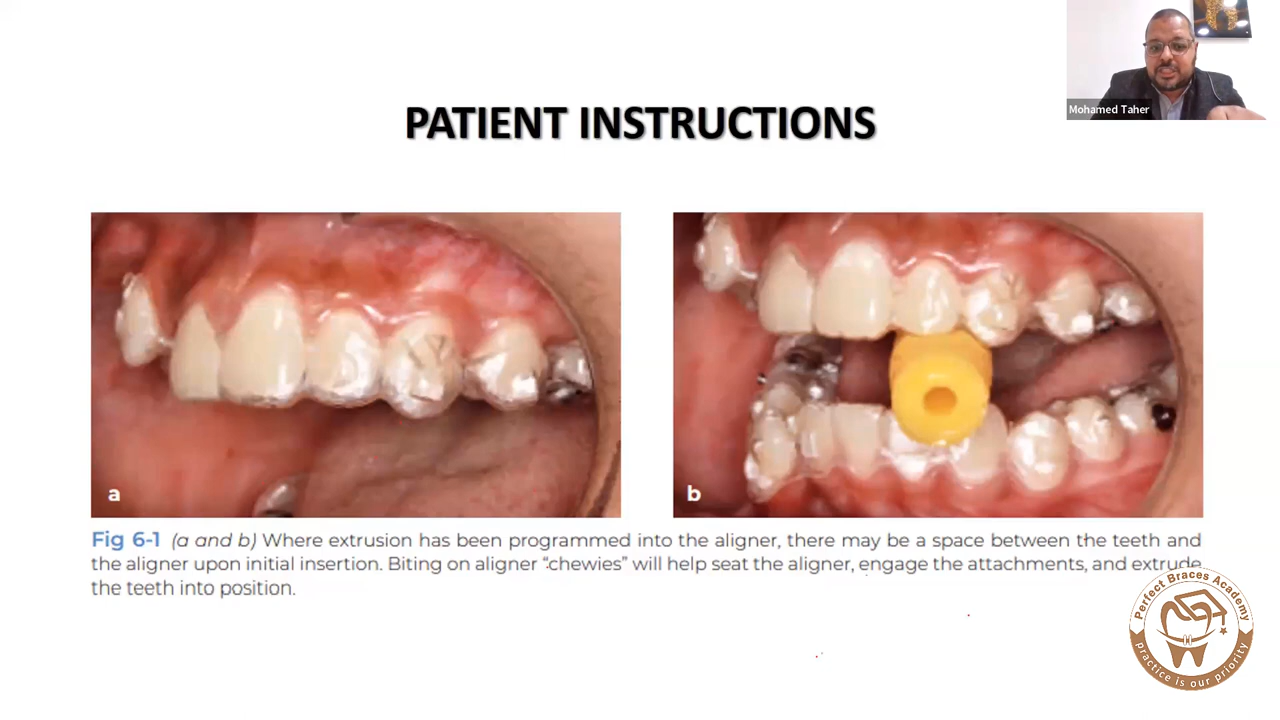 Mohamed Taher
PATIENT INSTRUCTIONS
a
b
Fig 6-1 (a and b) Where extrusion has been programmed into the aligner, there may be a space between the teeth and
the aligner upon initial insertion. Biting on aligner “chewies” will help seat the aligner, engage the attachments, and extrude
the teeth into position.
Perfect Braces Academy
practice is our priority